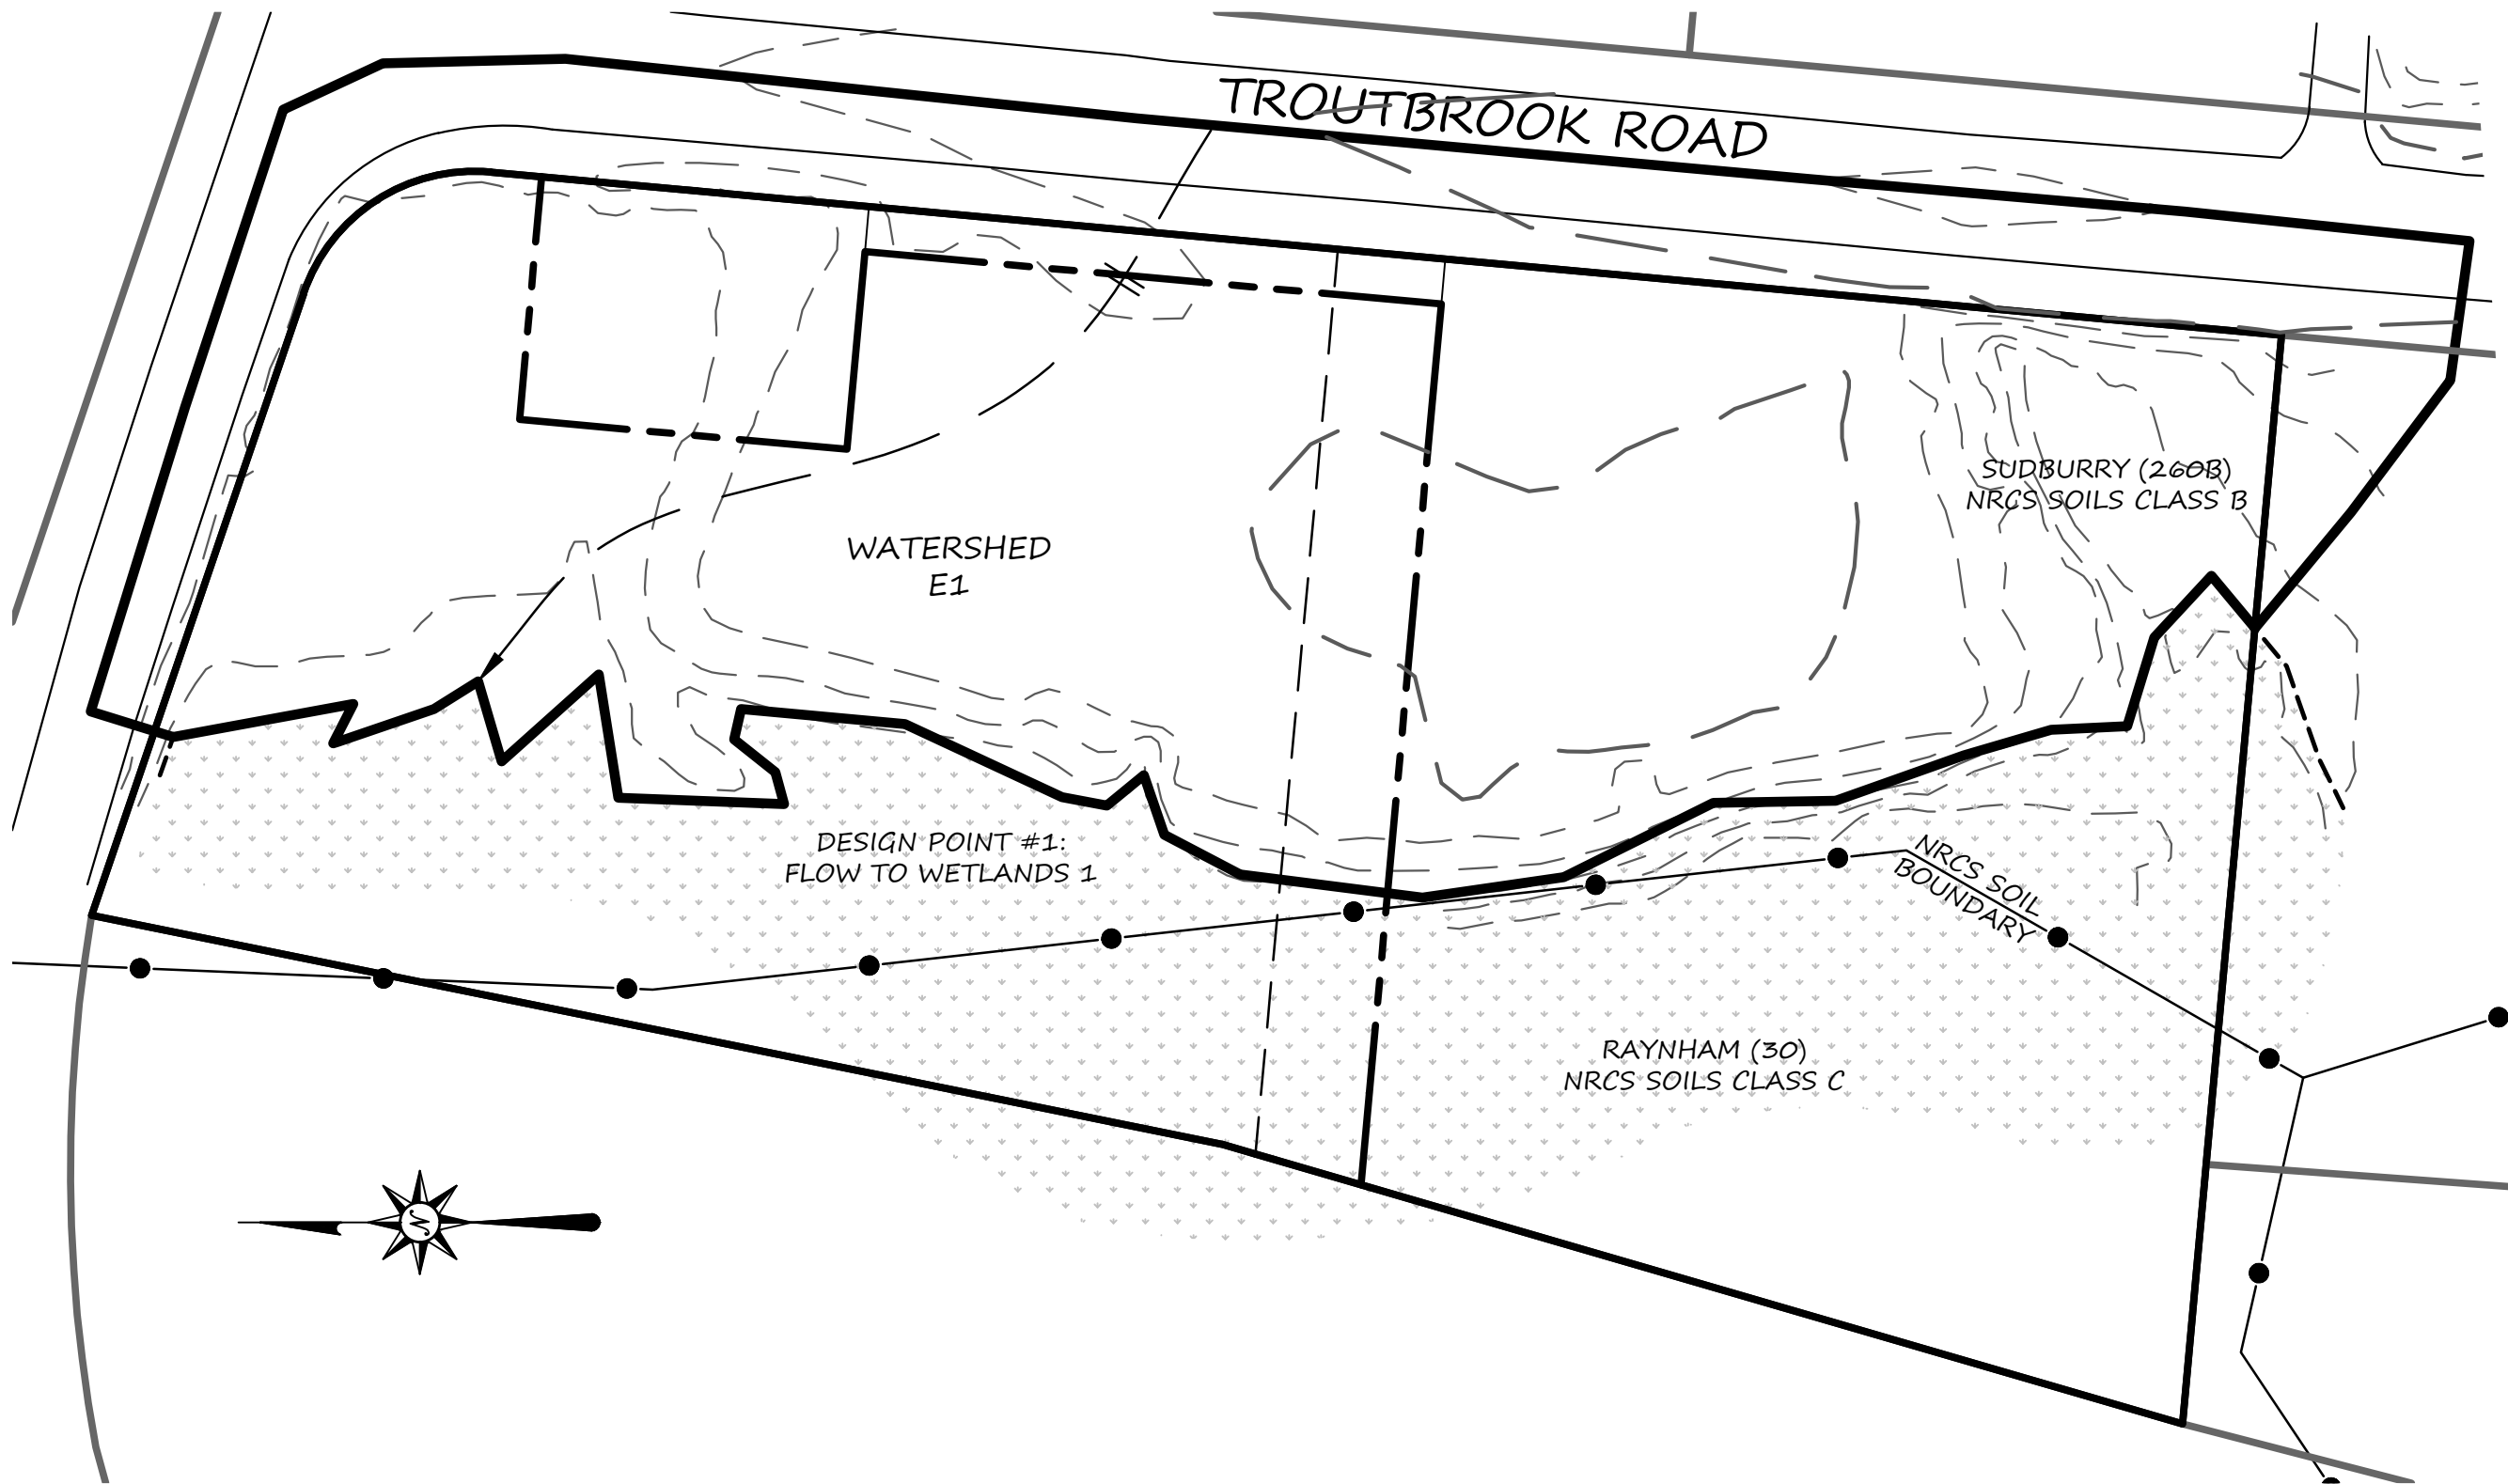 TROUTBROOK ROAD
SUDBURRY (260B)
NRCS SOILS CLASS B
WATERSHED
E1
DESIGN POINT #1:
FLOW TO WETLANDS 1
NRCS SOIL
BOUNDARY
RAYNHAM (30)
NRCS SOILS CLASS C